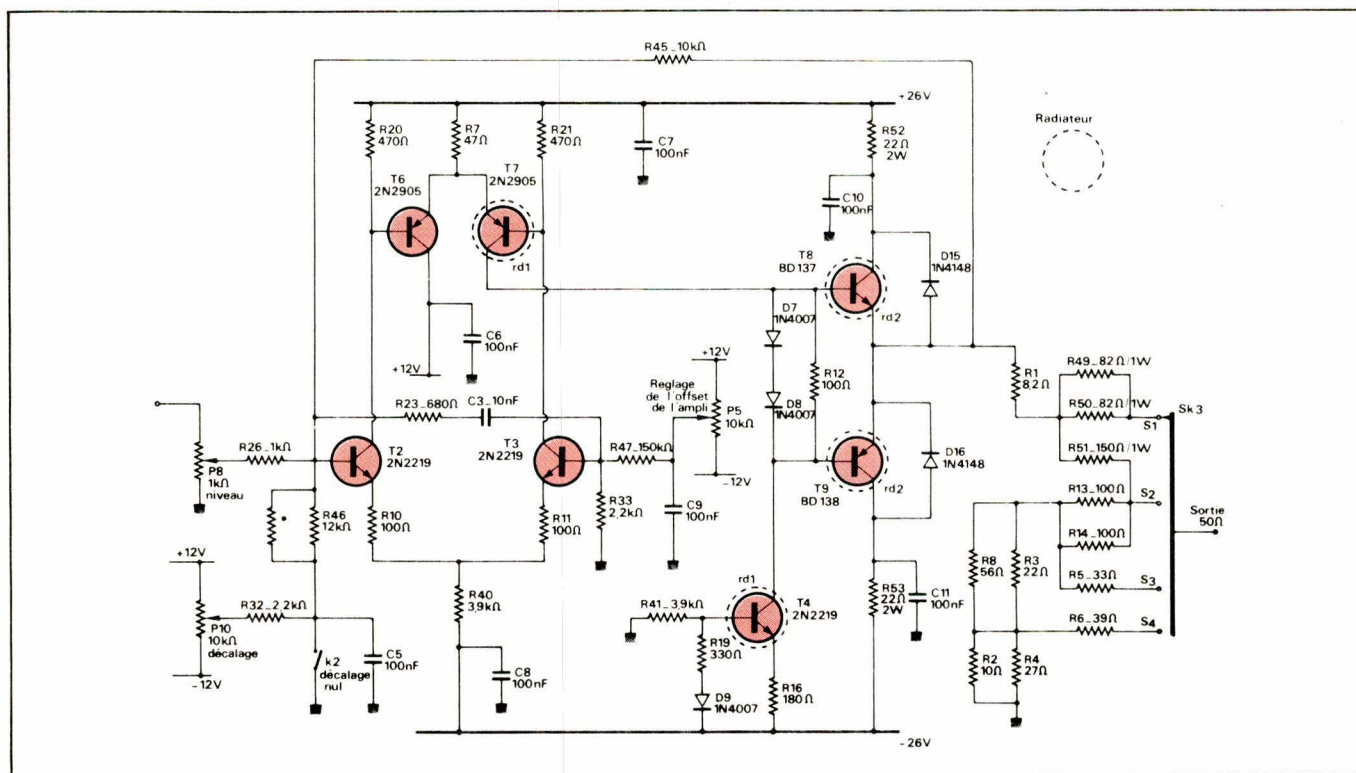 R45_10kΩ
+26V
R20
470Ω
R7
47Ω
R21
470Ω
C7
100nF
R52
22Ω
2W
Radiateur
T6
2N2905
T7
2N2905
rd1
C10
100nF
T8
BD137
rd2
D15
1N4148
C6
100nF
+12V
D7
1N4007
R12
100Ω
D8
1N4007
+12V
Reglage
de l'offset
de l'ampli
P5
10kΩ
-12V
R1
8,2Ω
R49_82Ω/1W
R50_82Ω/1W
R51_150Ω/1W
R13_100Ω
R14_100Ω
R5_33Ω
R6_39Ω
Sk3
S1
S2
S3
S4
Sortie
50Ω
R23_680Ω
C3_10nF
P8
1kΩ
niveau
R26_1kΩ
T2
2N2219
T3
2N2219
R47_150kΩ
T9
BD138
rd2
D16
1N4148
*
R46
12kΩ
R10
100Ω
R11
100Ω
R33
2,2kΩ
C9
100nF
R8
56Ω
R3
22Ω
+12V
P10
10kΩ
décalage
-12V
R32_2,2kΩ
k2
décalage
nul
C5
100nF
R40
3,9kΩ
C8
100nF
R41_3,9kΩ
rd1
T4
2N2219
R19
330Ω
D9
1N4007
R16
180Ω
R53
22Ω
2W
C11
100nF
R2
10Ω
R4
27Ω
-26V